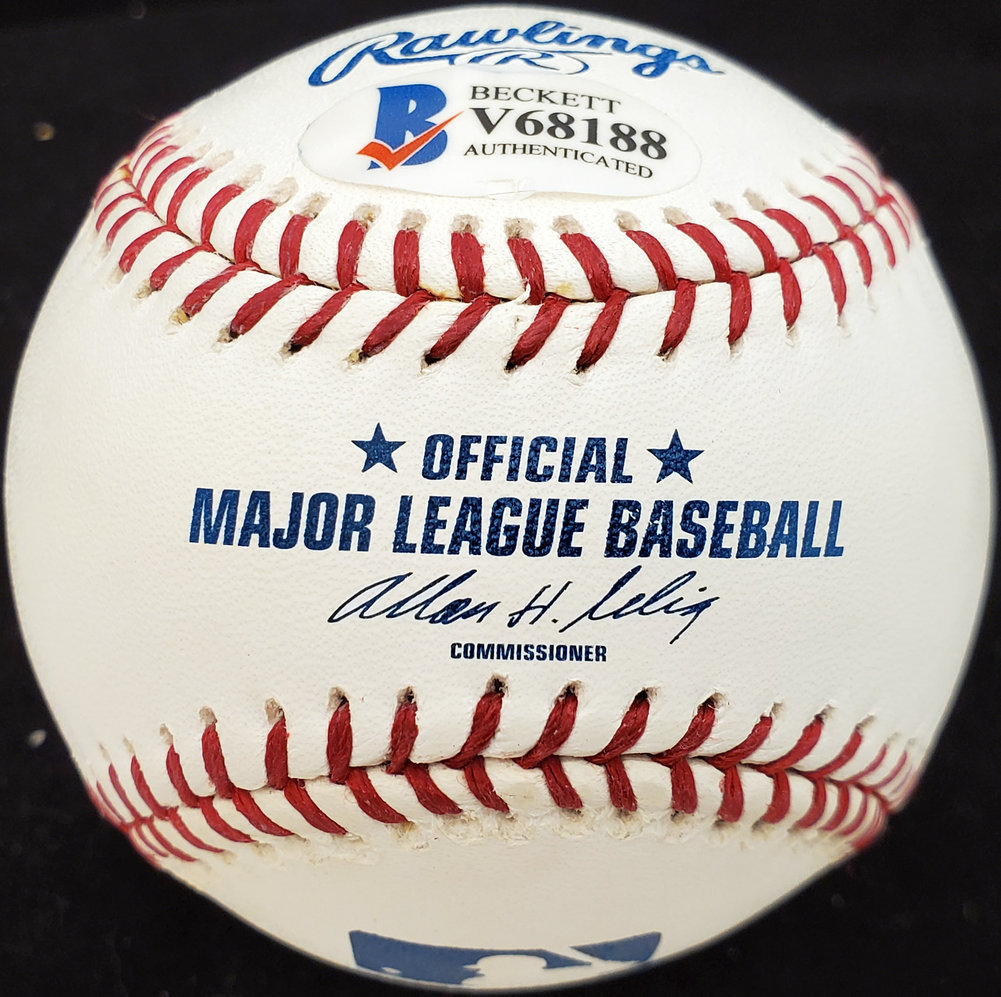 Rawlings
R
BECKETT
V68188
AUTHENTICATED
★ OFFICIAL ★
MAJOR LEAGUE BASEBALL
Allan H. Selig
COMMISSIONER